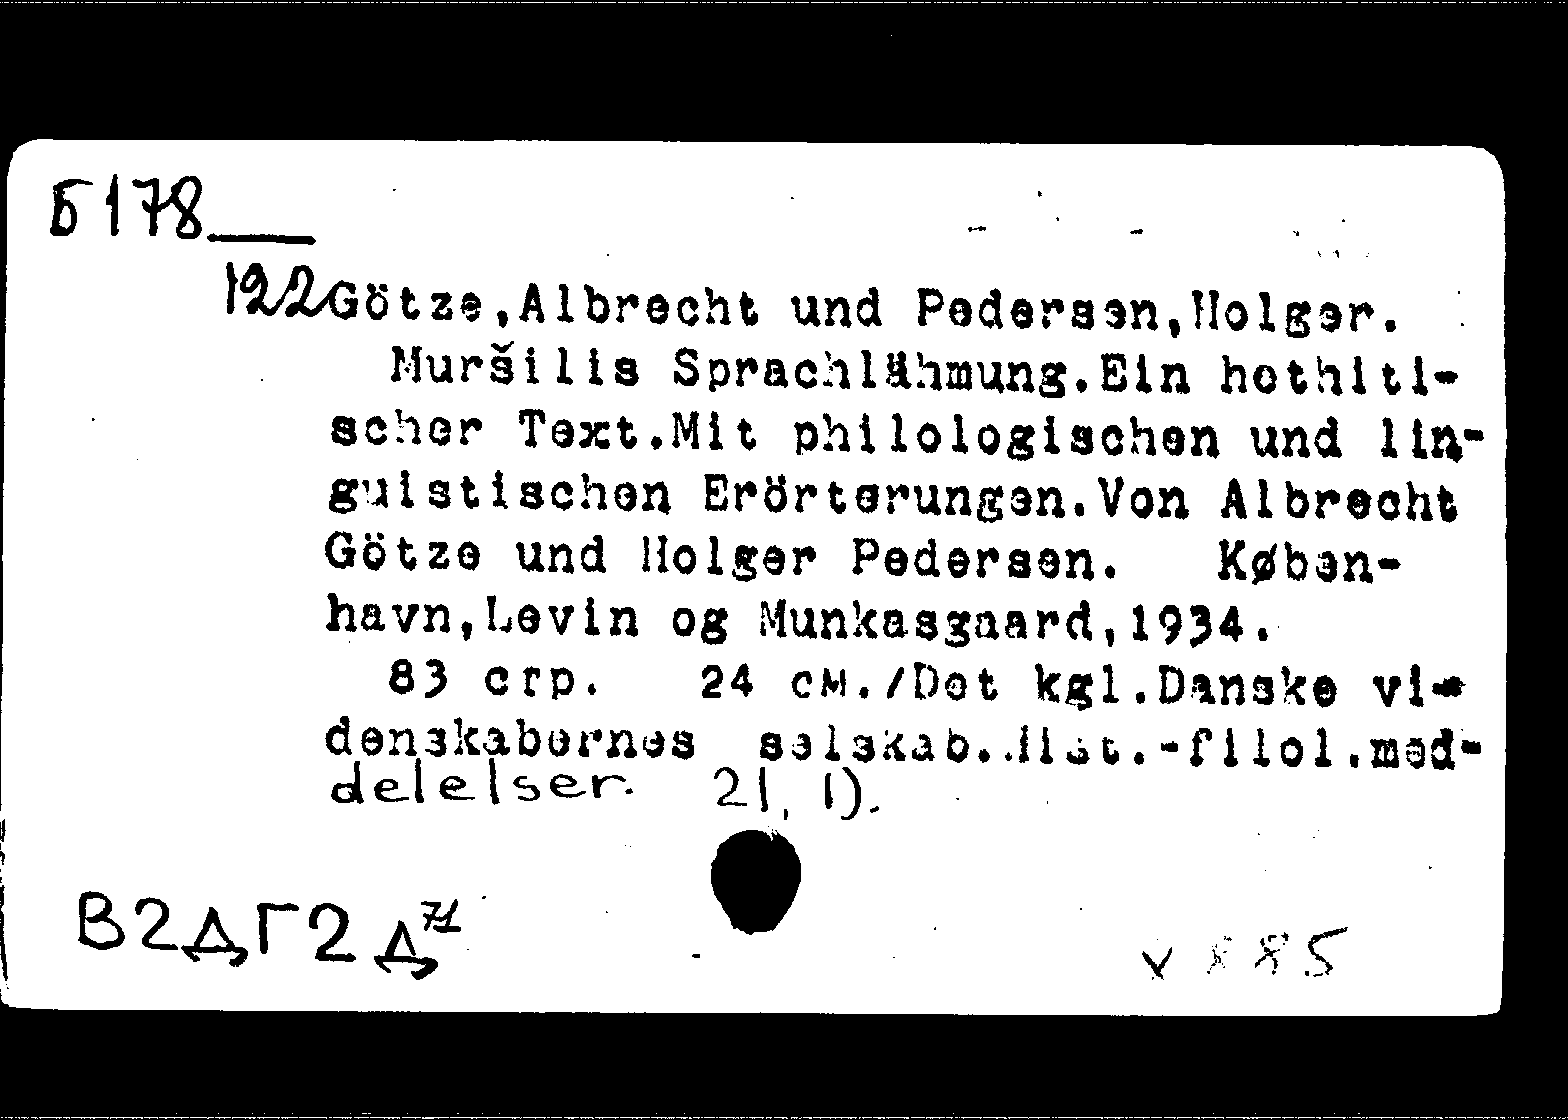 Б178
122 Götze,Albrecht und Pedersen,Holger.
Muršilis Sprachlähmung.Ein hethiti-
scher Text.Mit philologischen und lin-
guistischen Erörterungen.Von Albrecht
Götze und Holger Pedersen. Køben-
havn,Levin og Munkasgaard,1934.
83 стр. 24 см./Det kgl.Danske vi-
denskabernes selskab..Hist.-filol.med-
delelser. 21, 1).
В2дГ2д71